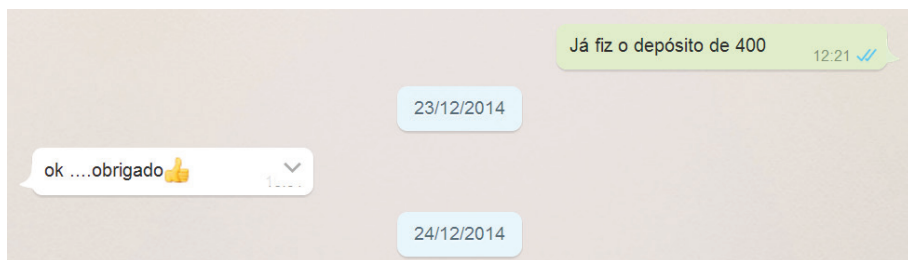 Já fiz o depósito de 400
12:21
23/12/2014
ok ....obrigado👍
24/12/2014